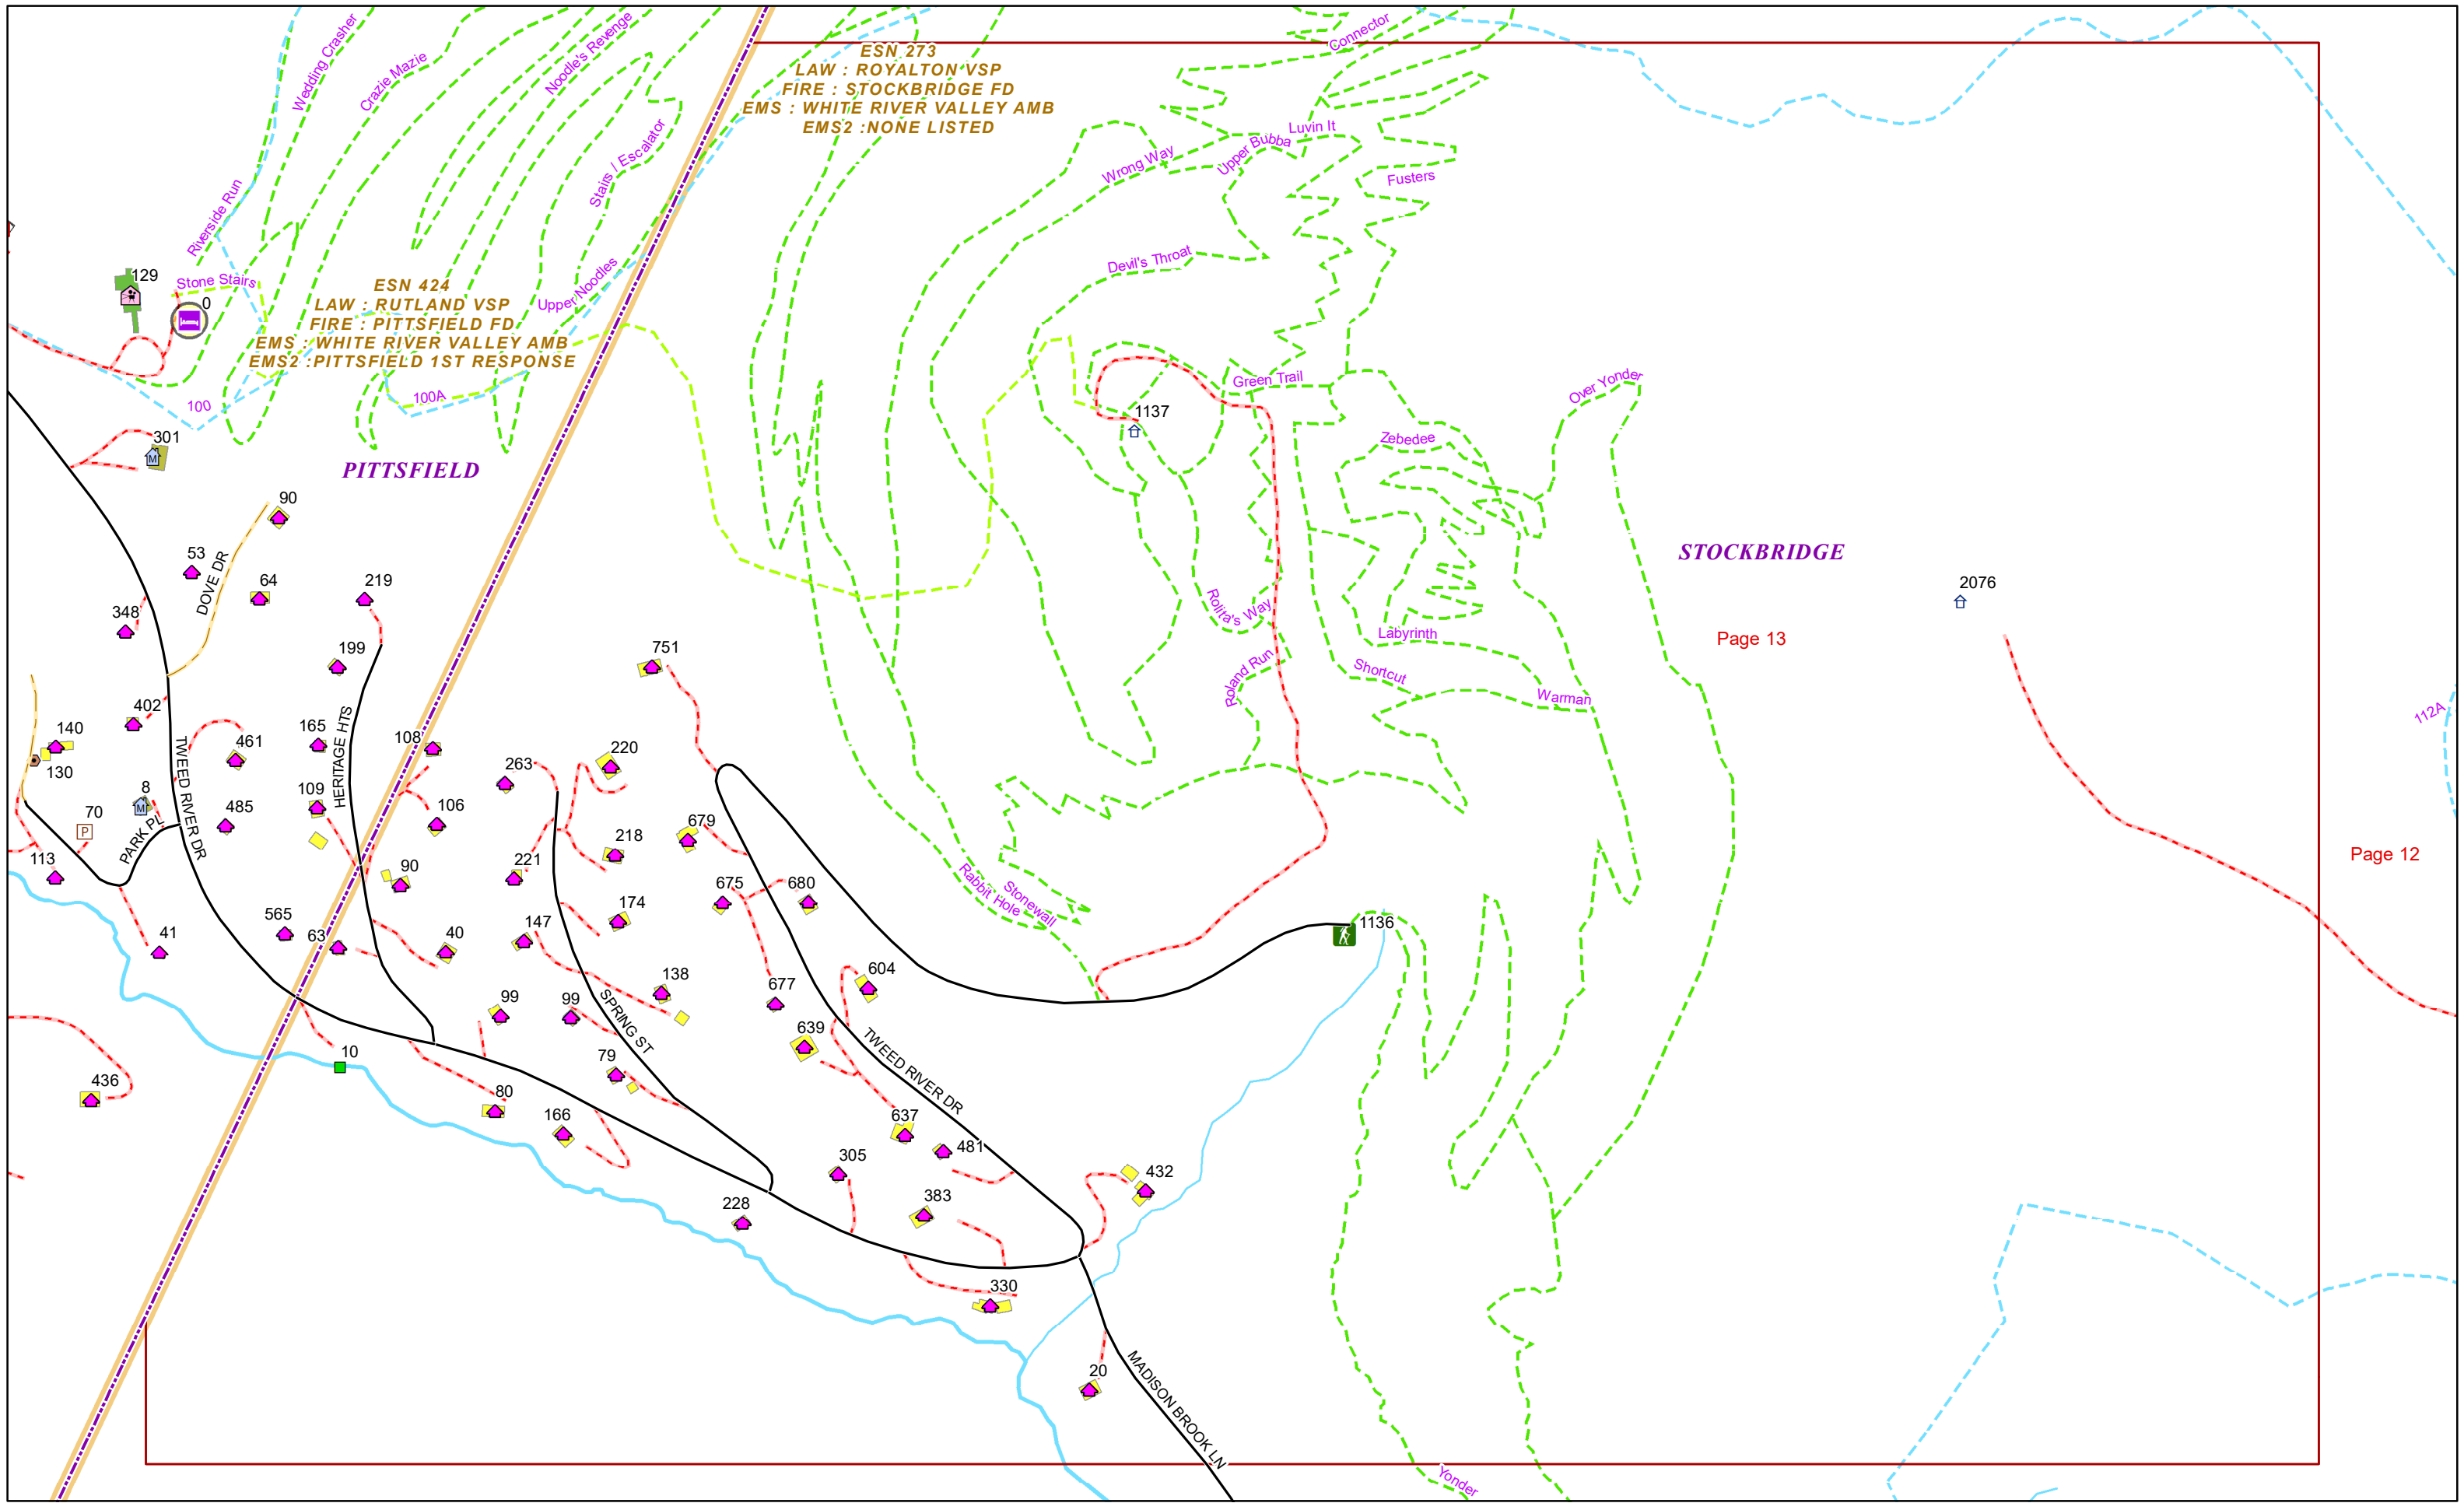 Connector
Wedding Crasher
Crazie Mazie
Noodle's Revenge
ESN 273
LAW : ROYALTON VSP
FIRE : STOCKBRIDGE FD
EMS : WHITE RIVER VALLEY AMB
EMS2 :NONE LISTED
Luvin It
Upper Bubba
Wrong Way
Fusters
Stairs / Escalator
Riverside Run
Devil's Throat
129
Stone Stairs
0
Upper Noodles
ESN 424
LAW : RUTLAND VSP
FIRE : PITTSFIELD FD
EMS : WHITE RIVER VALLEY AMB
EMS2 :PITTSFIELD 1ST RESPONSE
100
100A
Green Trail
Over Yonder
1137
301
Zebedee
PITTSFIELD
90
STOCKBRIDGE
53
DOVE DR
64
219
2076
348
Rolita's Way
Labyrinth
Page 13
199
751
Shortcut
Roland Run
Warman
402
112A
140
165
HERITAGE HTS
108
461
220
130
TWEED RIVER DR
263
8
109
106
70
485
PARK PL
679
218
113
221
90
Page 12
675
680
Rabbit Hole
Stonewall
174
565
147
1136
41
63
40
604
138
677
99
99
SPRING ST
639
TWEED RIVER DR
10
79
436
80
166
637
481
305
432
383
228
330
20
MADISON BROOK LN
Yonder
M
M
P